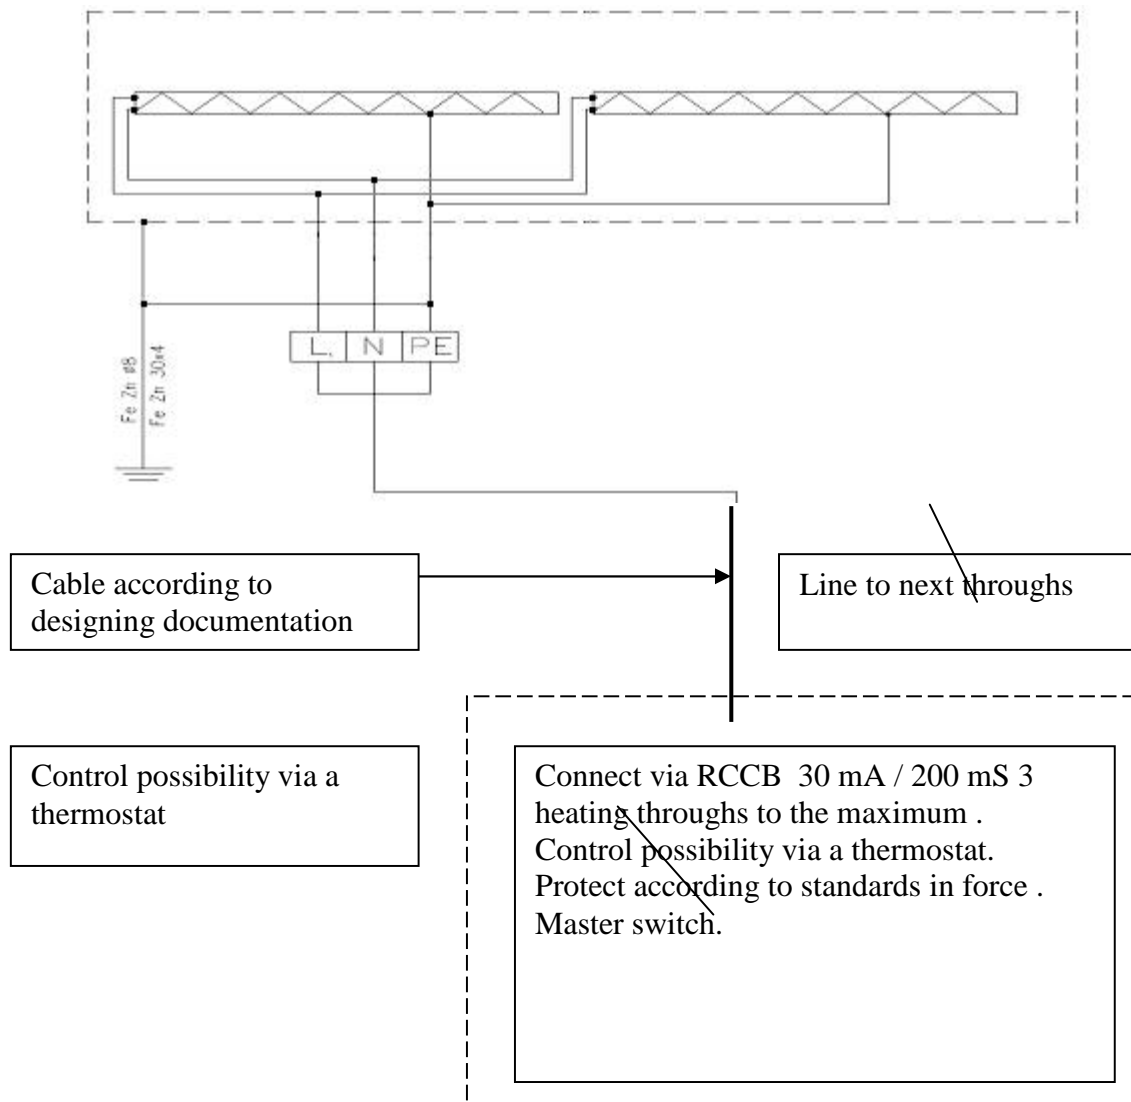 L
N
PE
Fe Zn ø8
Fe Zn 30x4
Cable according to
designing documentation
Line to next throughs
Control possibility via a
thermostat
Connect via RCCB 30 mA / 200 mS 3
heating throughs to the maximum .
Control possibility via a thermostat.
Protect according to standards in force .
Master switch.